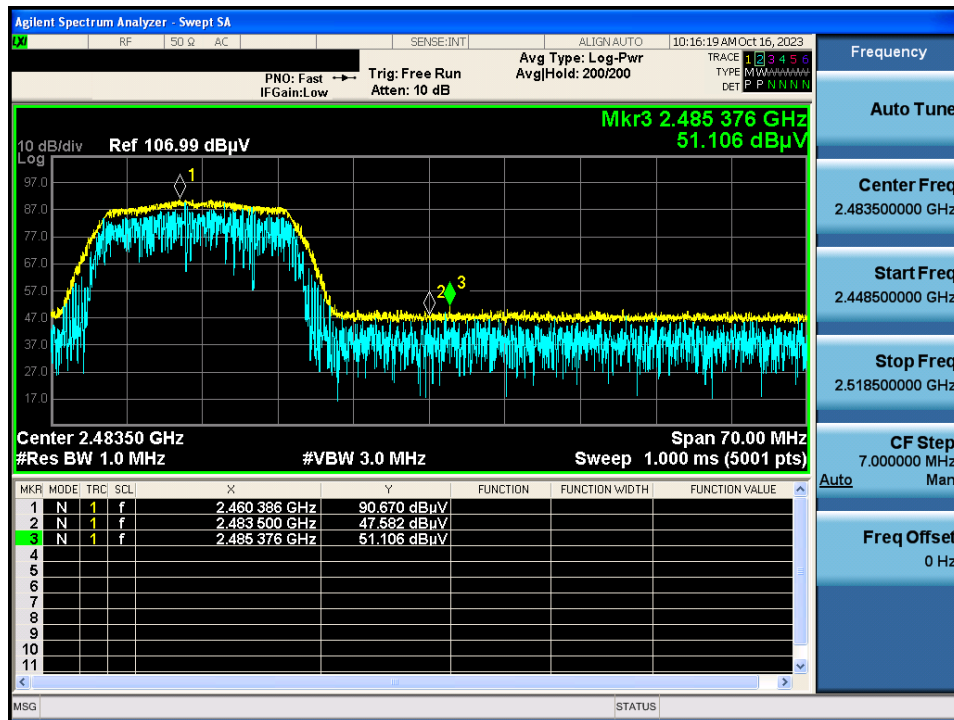 Agilent Spectrum Analyzer - Swept SA
LXI RF 50 Ω AC SENSE:INT ALIGN AUTO 10:16:19 AM Oct 16, 2023
Frequency
Avg Type: Log-Pwr TRACE 1 2 3 4 5 6
PNO: Fast Trig: Free Run Avg|Hold: 200/200 TYPE M W
IFGain:Low Atten: 10 dB DET P P N N N N
Auto Tune
Mkr3 2.485 376 GHz
10 dB/div Ref 106.99 dBµV 51.106 dBµV
Log
97.0
87.0
77.0
67.0
57.0
47.0
37.0
27.0
17.0
1
2
3
Center 2.48350 GHz Span 70.00 MHz
#Res BW 1.0 MHz #VBW 3.0 MHz Sweep 1.000 ms (5001 pts)
Center Freq
2.483500000 GHz
Start Freq
2.448500000 GHz
Stop Freq
2.518500000 GHz
CF Step
7.000000 MHz
Auto Man
Freq Offset
0 Hz
MKR MODE TRC SCL X Y FUNCTION FUNCTION WIDTH FUNCTION VALUE
1 N 1 f 2.460 386 GHz 90.670 dBµV
2 N 1 f 2.483 500 GHz 47.582 dBµV
3 N 1 f 2.485 376 GHz 51.106 dBµV
4
5
6
7
8
9
10
11
MSG STATUS